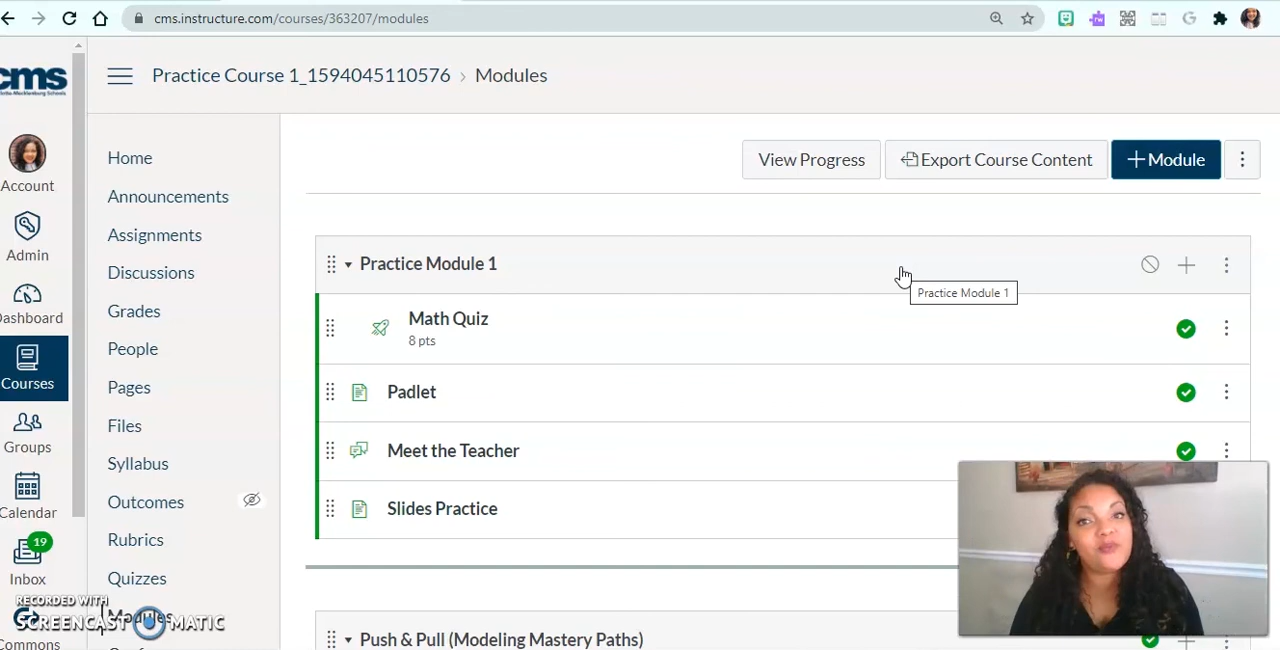 cms.instructure.com/courses/363207/modules
cms
Practice Course 1_1594045110576 › Modules
Account
Admin
Dashboard
Courses
Groups
Calendar
19
Inbox
Commons
Home
Announcements
Assignments
Discussions
Grades
People
Pages
Files
Syllabus
Outcomes
Rubrics
Quizzes
Modules
RECORDED WITH
SCREENCAST MATIC
View Progress
Export Course Content
+ Module
Practice Module 1
Practice Module 1
Math Quiz
8 pts
Padlet
Meet the Teacher
Slides Practice
Push & Pull (Modeling Mastery Paths)